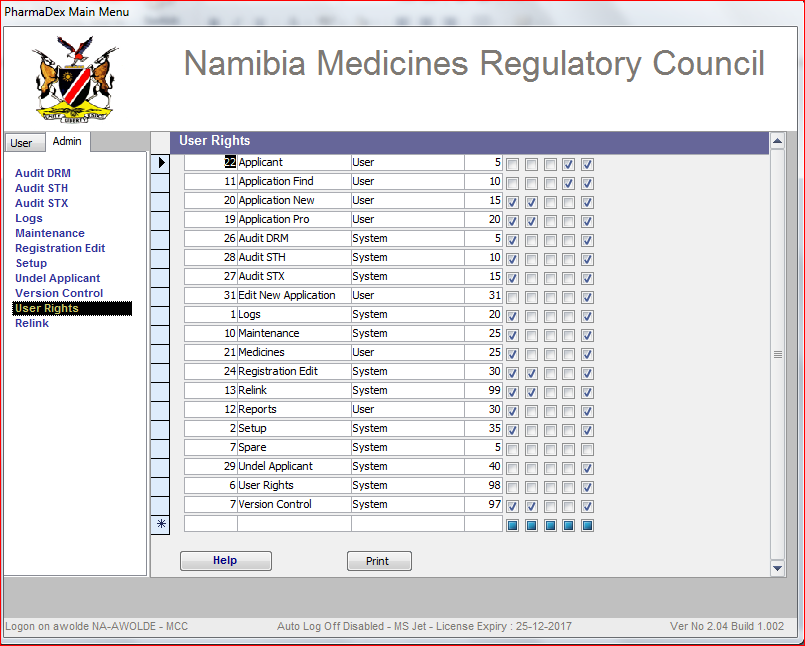 PharmaDex Main Menu
Namibia Medicines Regulatory Council
User Admin
User Rights
Audit DRM
Audit STH
Audit STX
Logs
Maintenance
Registration Edit
Setup
Undel Applicant
Version Control
User Rights
Relink
22 Applicant User 5
11 Application Find User 10
20 Application New User 15
19 Application Pro User 20
26 Audit DRM System 5
28 Audit STH System 10
27 Audit STX System 15
31 Edit New Application User 31
1 Logs System 20
10 Maintenance System 25
21 Medicines User 25
24 Registration Edit System 30
13 Relink System 99
12 Reports User 30
2 Setup System 35
7 Spare System 5
29 Undel Applicant System 40
6 User Rights System 98
7 Version Control System 97
Help Print
Logon on awolde NA-AWOLDE - MCC Auto Log Off Disabled - MS Jet - License Expiry : 25-12-2017 Ver No 2.04 Build 1.002